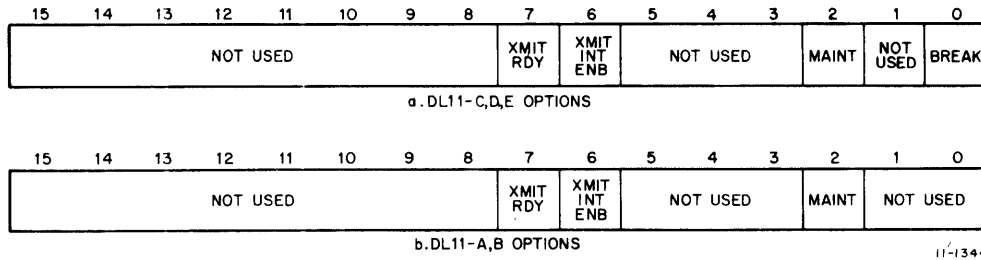 15 14 13 12 11 10 9 8 7 6 5 4 3 2 1 0
NOT USED XMIT RDY XMIT INT ENB NOT USED MAINT NOT USED BREAK
a. DL11-C,D,E OPTIONS
15 14 13 12 11 10 9 8 7 6 5 4 3 2 1 0
NOT USED XMIT RDY XMIT INT ENB NOT USED MAINT NOT USED
b. DL11-A,B OPTIONS